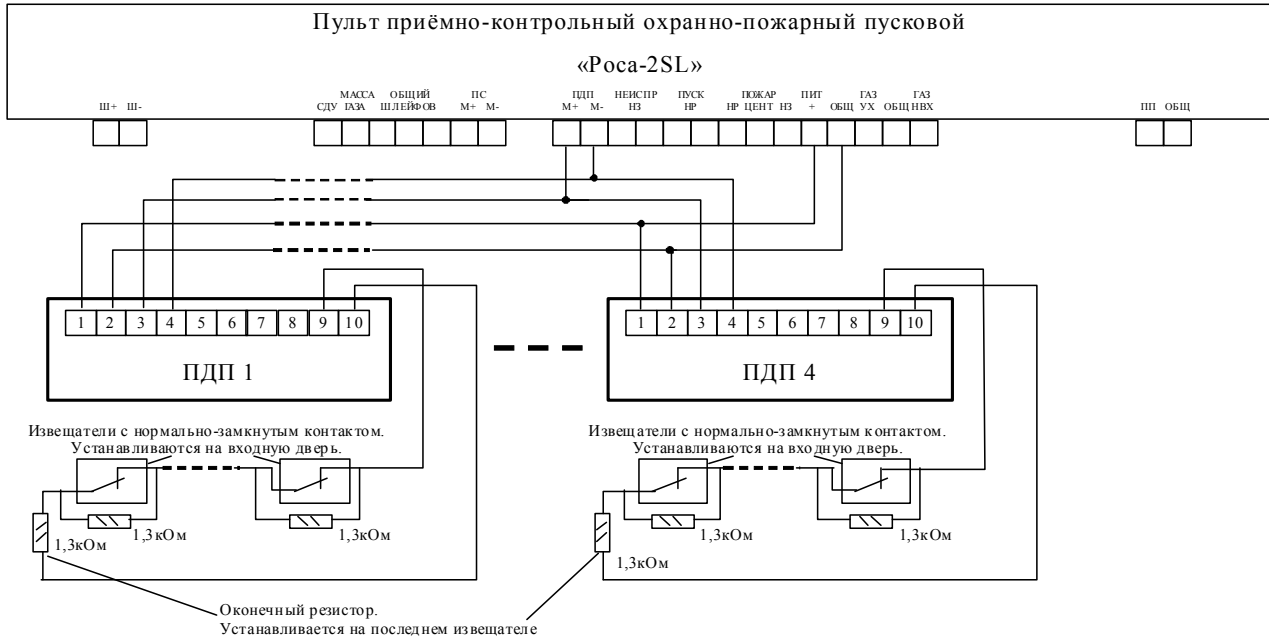 Пульт приёмно-контрольный охранно-пожарный пусковой
«Роса-2SL»
Ш+ Ш-
СДУ МАССА ГАЗА ОБЩИЙ ШЛЕЙФОВ ПС М+ М-
ПДП М+ М- НЕИСПР НЗ ПУСК НР ПОЖАР НР ЦЕНТ НЗ ПИТ + ОБЩ ГАЗ УХ ОБЩ ГАЗ НВХ
ПП ОБЩ
1 2 3 4 5 6 7 8 9 10
ПДП 1
1 2 3 4 5 6 7 8 9 10
ПДП 4
Извещатели с нормально-замкнутым контактом.
Устанавливаются на входную дверь.
Извещатели с нормально-замкнутым контактом.
Устанавливаются на входную дверь.
1,3кОм
1,3кОм
1,3кОм
1,3кОм
1,3кОм
1,3кОм
Оконечный резистор.
Устанавливается на последнем извещателе